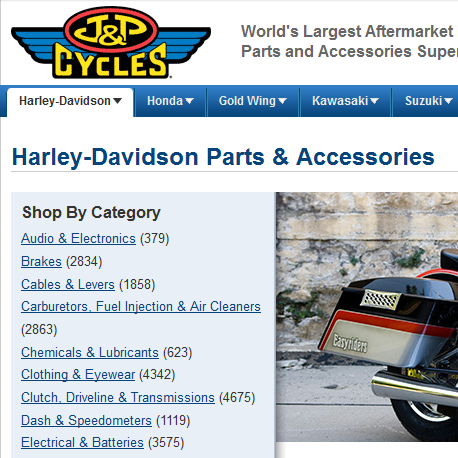 J&P
CYCLES
World's Largest Aftermarket
Parts and Accessories
Harley-Davidson Honda Gold Wing Kawasaki Suzuki
Harley-Davidson Parts & Accessories
Shop By Category
Audio & Electronics (379)
Brakes (2834)
Cables & Levers (1858)
Carburetors, Fuel Injection & Air Cleaners
(2863)
Chemicals & Lubricants (623)
Clothing & Eyewear (4342)
Clutch, Driveline & Transmissions (4675)
Dash & Speedometers (1119)
Electrical & Batteries (3575)
Easyriders